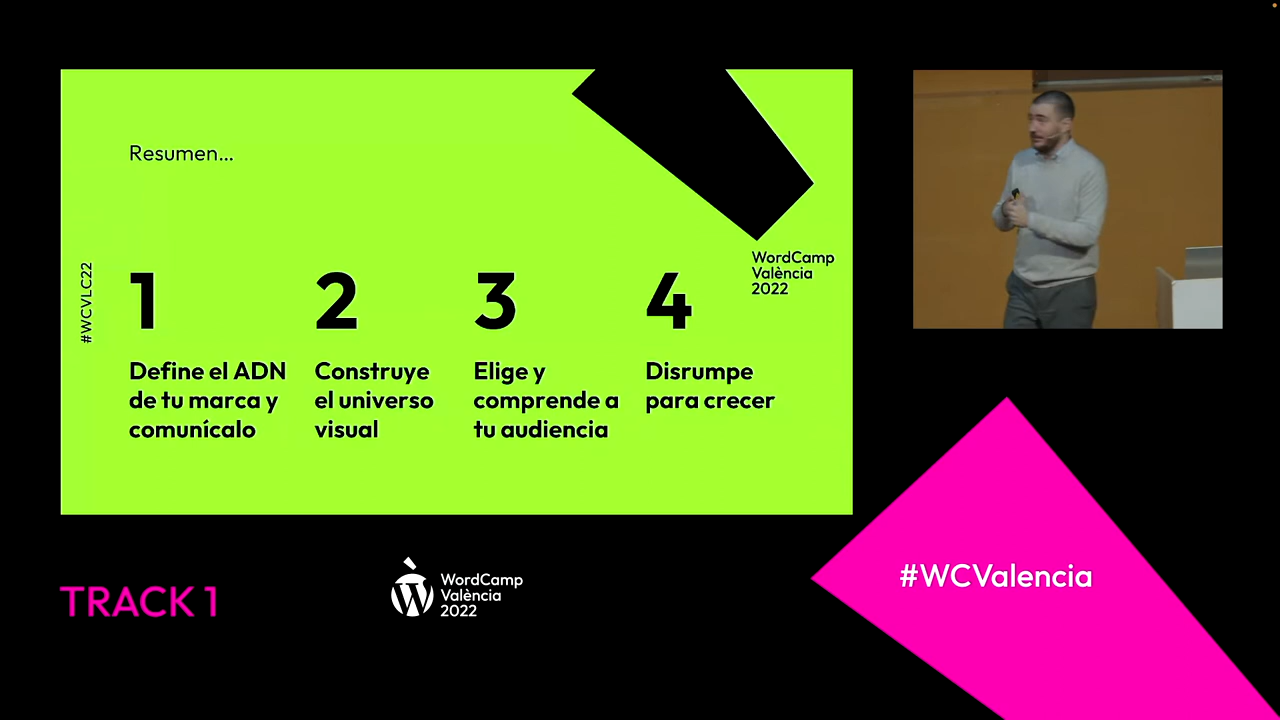 Resumen...
#WCVLC22
WordCamp
València
2022
1
Define el ADN
de tu marca y
comunícalo
2
Construye
el universo
visual
3
Elige y
comprende a
tu audiencia
4
Disrumpe
para crecer
TRACK 1
WordCamp
València
2022
#WCValencia